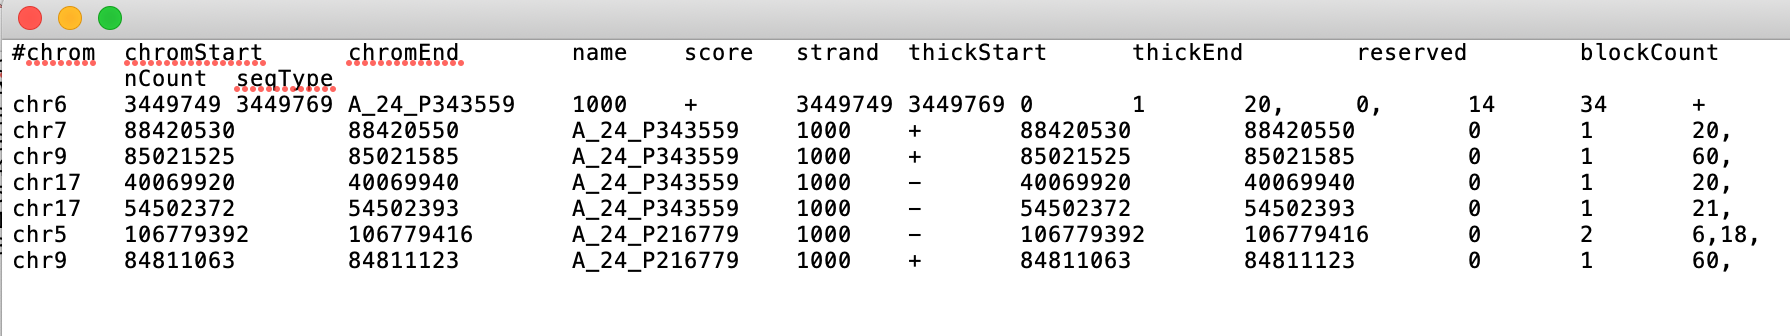 #chrom chromStart chromEnd name score strand thickStart thickEnd reserved blockCount
nCount seqType
chr6 3449749 3449769 A_24_P343559 1000 + 3449749 3449769 0 1 20, 0, 14 34 +
chr7 88420530 88420550 A_24_P343559 1000 + 88420530 88420550 0 1 20,
chr9 85021525 85021585 A_24_P343559 1000 + 85021525 85021585 0 1 60,
chr17 40069920 40069940 A_24_P343559 1000 - 40069920 40069940 0 1 20,
chr17 54502372 54502393 A_24_P343559 1000 - 54502372 54502393 0 1 21,
chr5 106779392 106779416 A_24_P216779 1000 - 106779392 106779416 0 2 6,18,
chr9 84811063 84811123 A_24_P216779 1000 + 84811063 84811123 0 1 60,